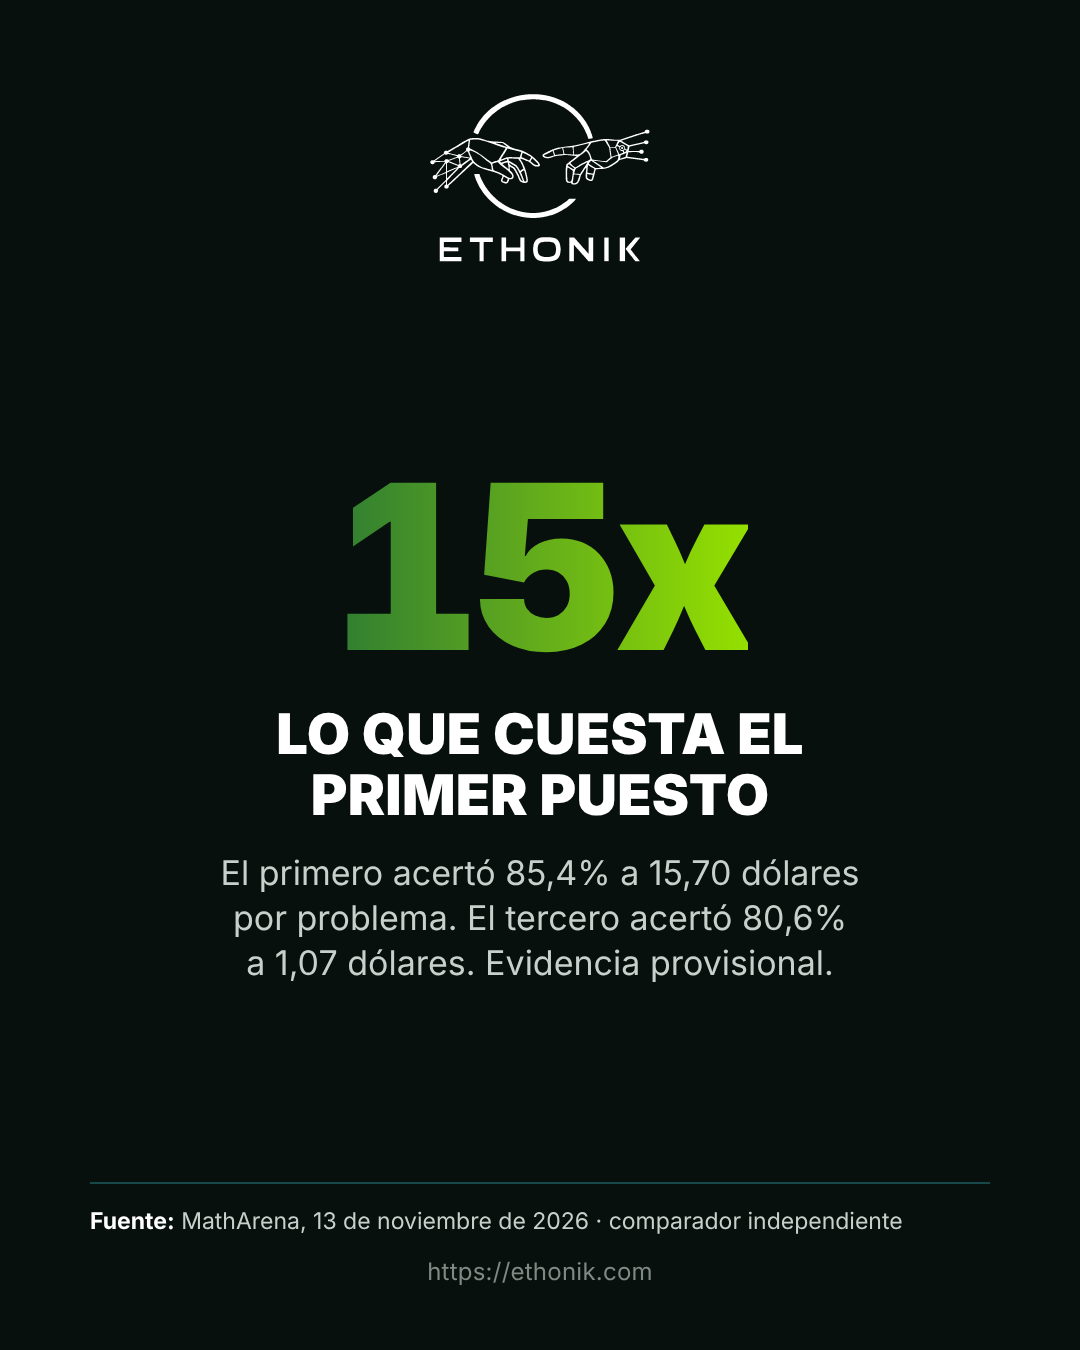 ETHONIK
15x
LO QUE CUESTA EL
PRIMER PUESTO
El primero acertó 85,4% a 15,70 dólares
por problema. El tercero acertó 80,6%
a 1,07 dólares. Evidencia provisional.
Fuente: MathArena, 13 de noviembre de 2026 · comparador independiente
https://ethonik.com